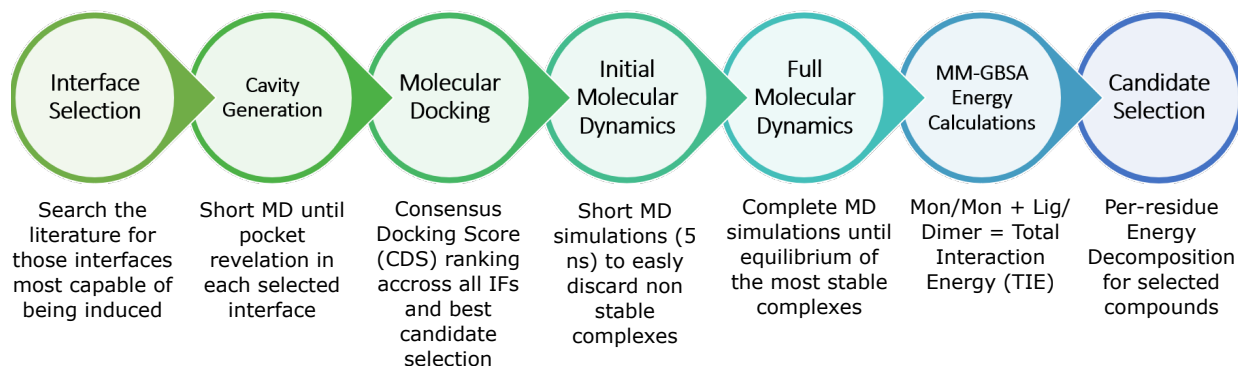 Interface
Selection
Cavity
Generation
Molecular
Docking
Initial
Molecular
Dynamics
Full
Molecular
Dynamics
MM-GBSA
Energy
Calculations
Candidate
Selection
Search the
literature for
those interfaces
most capable of
being induced
Short MD until
pocket
revelation in
each selected
interface
Consensus
Docking Score
(CDS) ranking
accross all IFs
and best
candidate
selection
Short MD
simulations (5
ns) to easly
discard non
stable
complexes
Complete MD
simulations until
equilibrium of
the most stable
complexes
Mon/Mon + Lig/
Dimer = Total
Interaction
Energy (TIE)
Per-residue
Energy
Decomposition
for selected
compounds